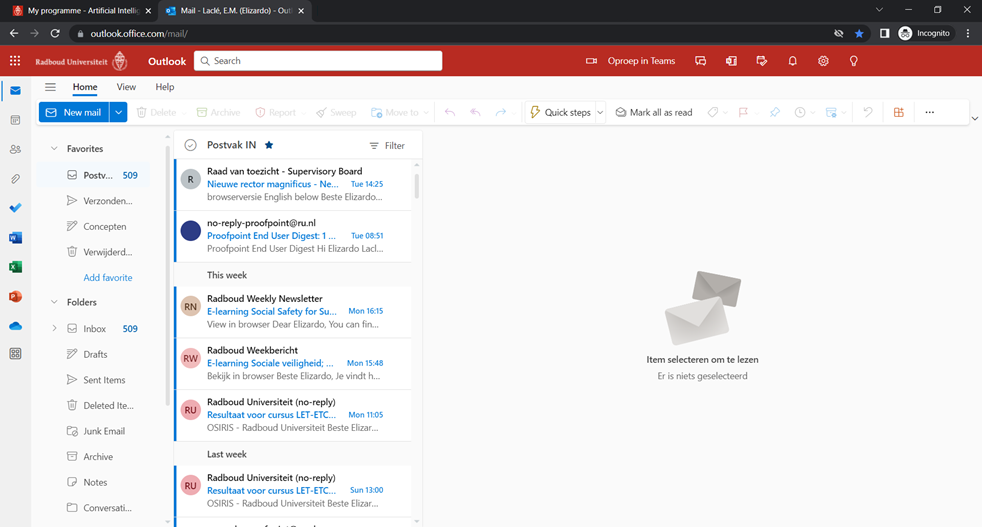 My programme - Artificial Intellig
Mail - Laclé, E.M. (Elizardo) - Outl
outlook.office.com/mail/
Incognito
Radboud Universiteit
Outlook
Search
Oproep in Teams
Home View Help
New mail Delete Archive Report Sweep Move to Quick steps Mark all as read
Favorites
Postv... 509
Verzonden...
Concepten
Verwijderd...
Add favorite
Folders
Inbox 509
Drafts
Sent Items
Deleted Ite...
Junk Email
Archive
Notes
Conversati...
Postvak IN Filter
R
Raad van toezicht - Supervisory Board
Nieuwe rector magnificus - Ne... Tue 14:25
browserversie English below Beste Elizardo...
no-reply-proofpoint@ru.nl
Proofpoint End User Digest: 1 ... Tue 08:51
Proofpoint End User Digest Hi Elizardo Lacl...
This week
RN
Radboud Weekly Newsletter
E-learning Social Safety for Su... Mon 16:15
View in browser Dear Elizardo, You can fin...
RW
Radboud Weekbericht
E-learning Sociale veiligheid; ... Mon 15:48
Bekijk in browser Beste Elizardo, Je vindt h...
RU
Radboud Universiteit (no-reply)
Resultaat voor cursus LET-ETC... Mon 11:05
OSIRIS - Radboud Universiteit Beste Elizar...
Last week
RU
Radboud Universiteit (no-reply)
Resultaat voor cursus LET-ETC... Sun 13:00
OSIRIS - Radboud Universiteit Beste Elizar...
Item selecteren om te lezen
Er is niets geselecteerd